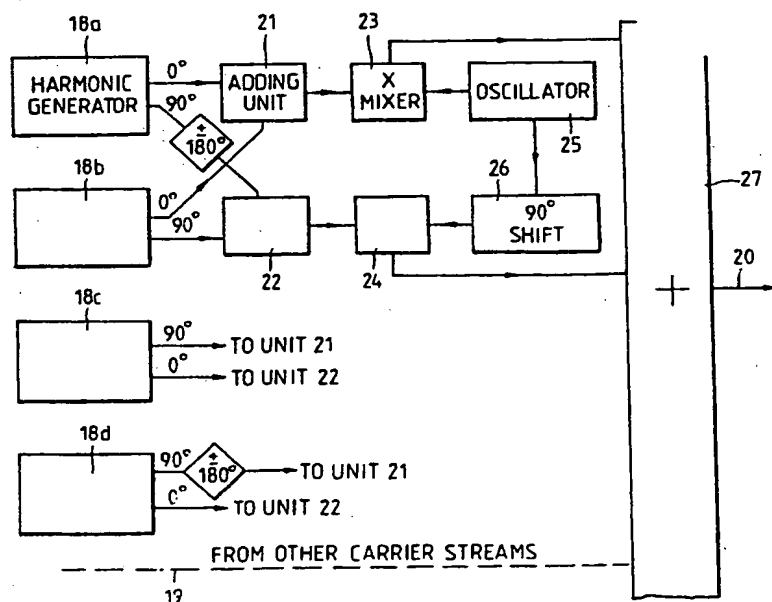 18a
21
23
HARMONIC
GENERATOR
0°
90°
ADDING
UNIT
X
MIXER
OSCILLATOR
25
±
180°
18b
0°
90°
22
24
26
90°
SHIFT
27
20
+
18c
90°
TO UNIT 21
0°
TO UNIT 22
18d
90°
±
180°
TO UNIT 21
0°
TO UNIT 22
FROM OTHER CARRIER STREAMS